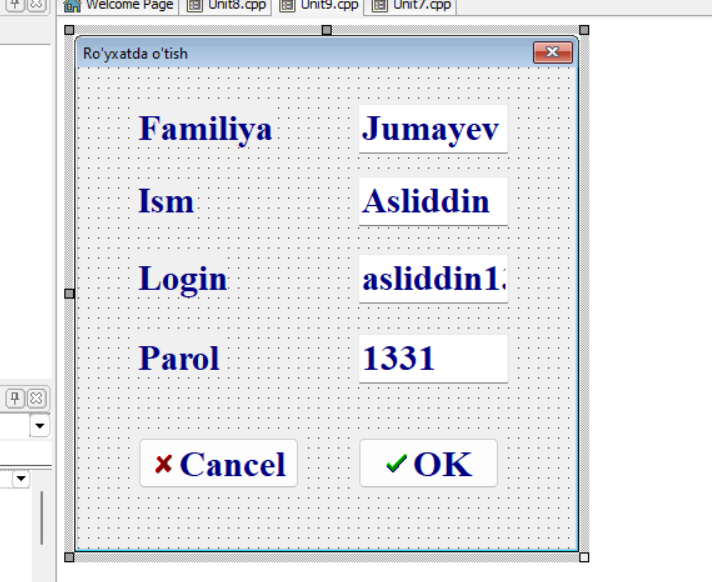 Welcome Page Unit8.cpp Unit9.cpp Unit7.cpp
Ro'yxatda o'tish
Familiya Jumayev
Ism Asliddin
Login asliddin1
Parol 1331
Cancel OK